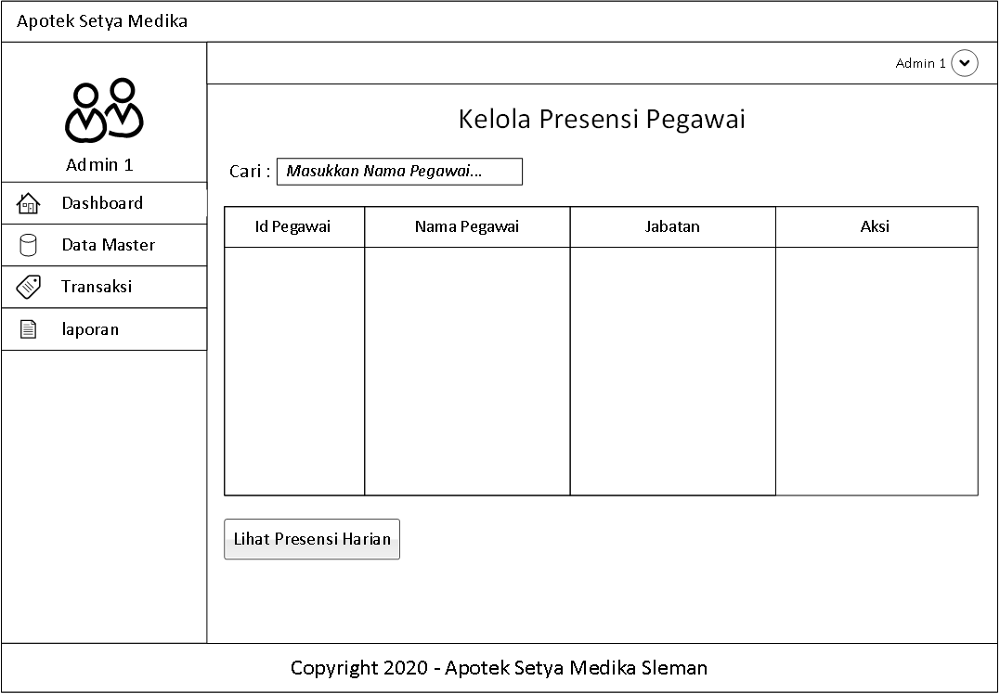 Apotek Setya Medika
Admin 1
Admin 1
Dashboard
Data Master
Transaksi
laporan
Kelola Presensi Pegawai
Cari : Masukkan Nama Pegawai...
Id Pegawai Nama Pegawai Jabatan Aksi
Lihat Presensi Harian
Copyright 2020 - Apotek Setya Medika Sleman